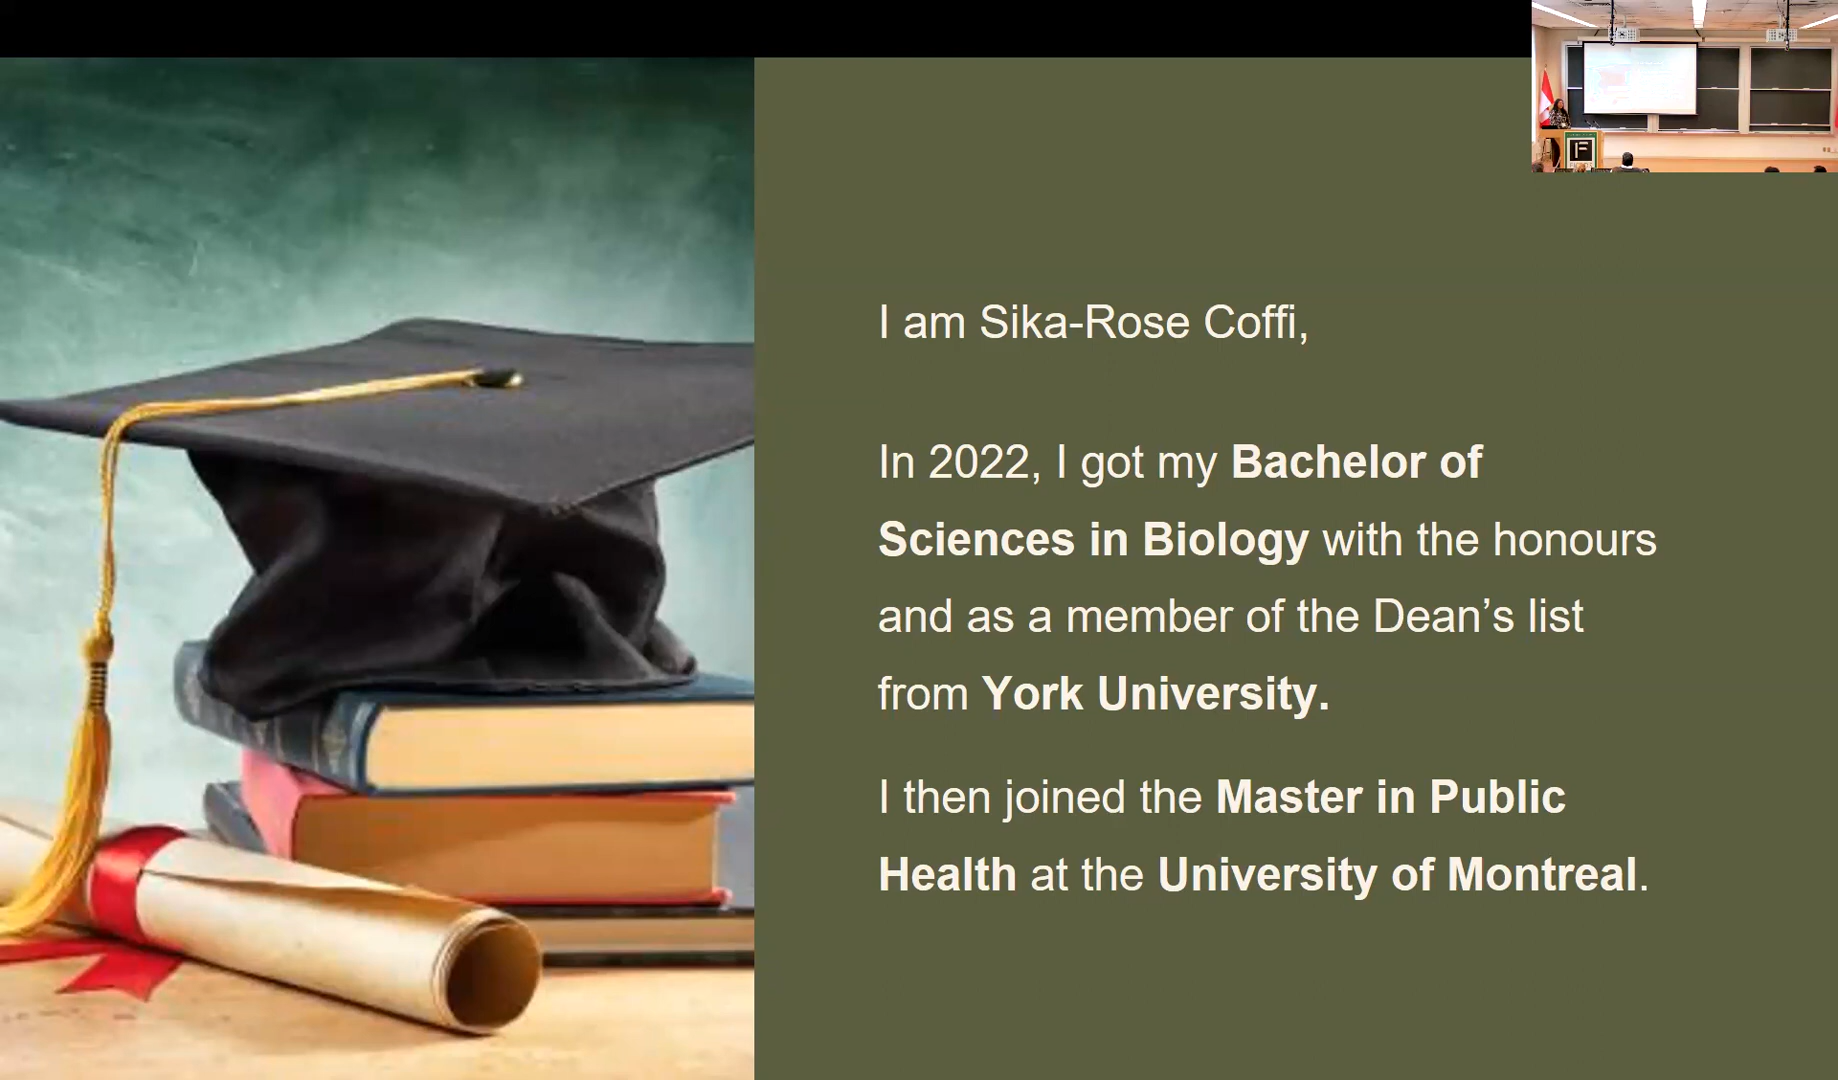 I am Sika-Rose Coffi,
In 2022, I got my Bachelor of
Sciences in Biology with the honours
and as a member of the Dean’s list
from York University.
I then joined the Master in Public
Health at the University of Montreal.